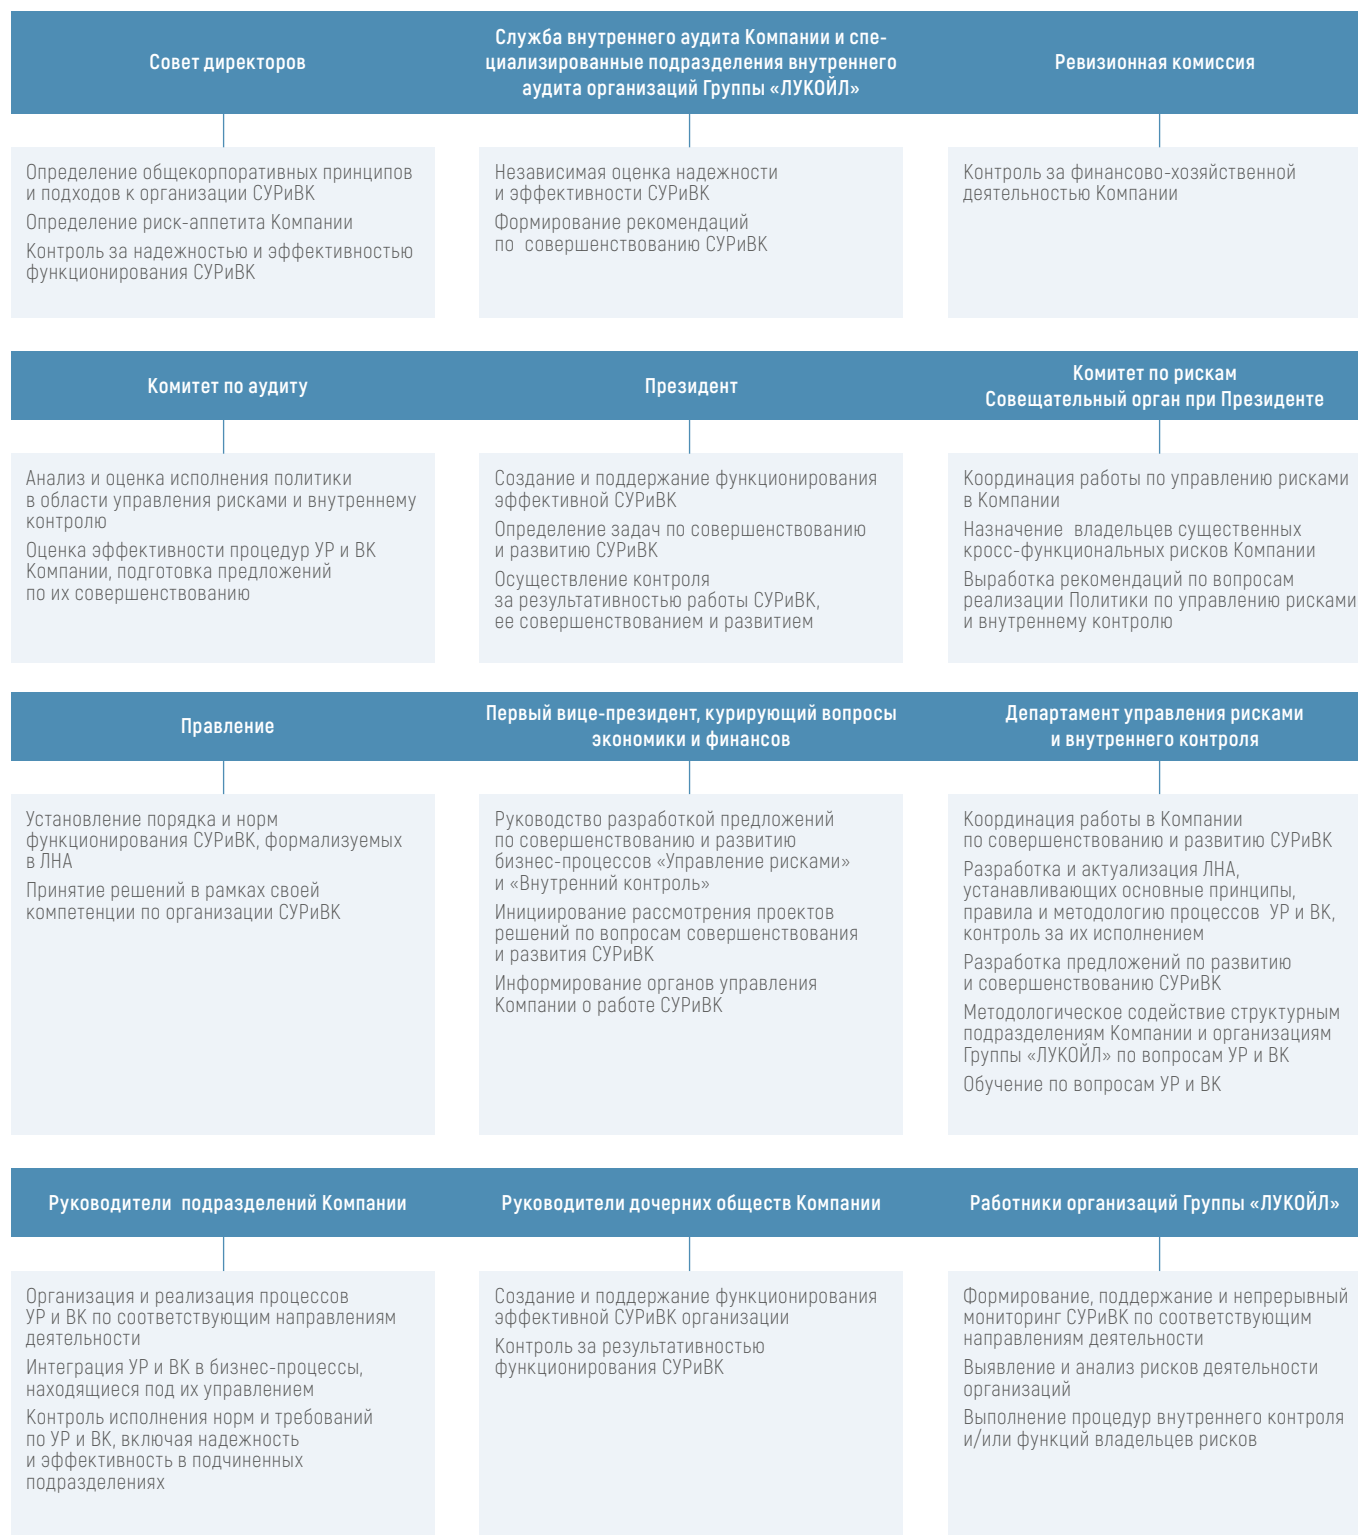 Совет директоров
Служба внутреннего аудита Компании и спе-
циализированные подразделения внутреннего
аудита организаций Группы «ЛУКОЙЛ»
Ревизионная комиссия
Определение общекорпоративных принципов
и подходов к организации СУРиВК
Определение риск-аппетита Компании
Контроль за надежностью и эффективностью
функционирования СУРиВК
Независимая оценка надежности
и эффективности СУРиВК
Формирование рекомендаций
по совершенствованию СУРиВК
Контроль за финансово-хозяйственной
деятельностью Компании
Комитет по аудиту
Президент
Комитет по рискам
Совещательный орган при Президенте
Анализ и оценка исполнения политики
в области управления рисками и внутреннему
контролю
Оценка эффективности процедур УР и ВК
Компании, подготовка предложений
по их совершенствованию
Создание и поддержание функционирования
эффективной СУРиВК
Определение задач по совершенствованию
и развитию СУРиВК
Осуществление контроля
за результативностью работы СУРиВК,
ее совершенствованием и развитием
Координация работы по управлению рисками
в Компании
Назначение владельцев существенных
кросс-функциональных рисков Компании
Выработка рекомендаций по вопросам
реализации Политики по управлению рисками
и внутреннему контролю
Правление
Первый вице-президент, курирующий вопросы
экономики и финансов
Департамент управления рисками
и внутреннего контроля
Установление порядка и норм
функционирования СУРиВК, формализуемых
в ЛНА
Принятие решений в рамках своей
компетенции по организации СУРиВК
Руководство разработкой предложений
по совершенствованию и развитию
бизнес-процессов «Управление рисками»
и «Внутренний контроль»
Инициирование рассмотрения проектов
решений по вопросам совершенствования
и развития СУРиВК
Информирование органов управления
Компании о работе СУРиВК
Координация работы в Компании
по совершенствованию и развитию СУРиВК
Разработка и актуализация ЛНА,
устанавливающих основные принципы,
правила и методологию процессов УР и ВК,
контроль за их исполнением
Разработка предложений по развитию
и совершенствованию СУРиВК
Методологическое содействие структурным
подразделениям Компании и организациям
Группы «ЛУКОЙЛ» по вопросам УР и ВК
Обучение по вопросам УР и ВК
Руководители подразделений Компании
Руководители дочерних обществ Компании
Работники организаций Группы «ЛУКОЙЛ»
Организация и реализация процессов
УР и ВК по соответствующим направлениям
деятельности
Интеграция УР и ВК в бизнес-процессы,
находящиеся под их управлением
Контроль исполнения норм и требований
по УР и ВК, включая надежность
и эффективность в подчиненных
подразделениях
Создание и поддержание функционирования
эффективной СУРиВК организации
Контроль за результативностью
функционирования СУРиВК
Формирование, поддержание и непрерывный
мониторинг СУРиВК по соответствующим
направлениям деятельности
Выявление и анализ рисков деятельности
организаций
Выполнение процедур внутреннего контроля
и/или функций владельцев рисков